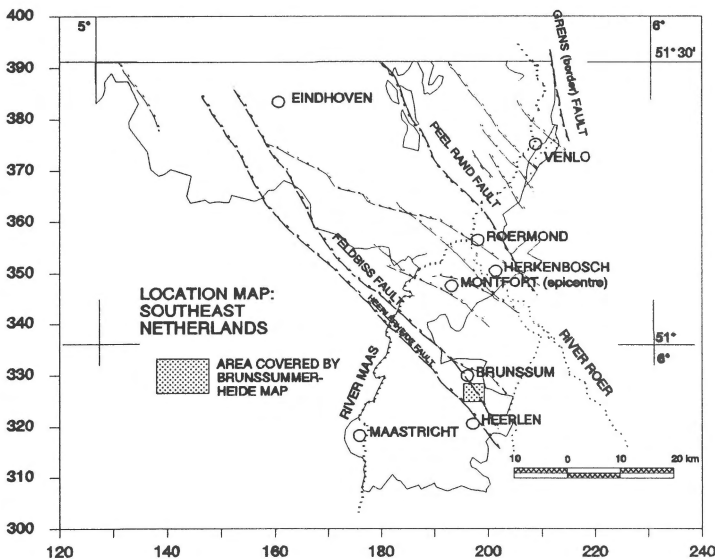 400
390
380
370
360
350
340
330
320
310
300
120
140
160
180
200
220
240
5°
6°
51° 30'
51°
6°
GRENS (border) FAULT
EINDHOVEN
VENLO
PEEL RAND FAULT
ROERMOND
HERKENBOSCH
MONTFORT (epicentre)
FELDBISS FAULT
LOCATION MAP:
SOUTHEAST
NETHERLANDS
AREA COVERED BY
BRUNSSUMMER-
HEIDE MAP
RIVER MAAS
RIVER ROER
BRUNSSUM
HEERLEN
MAASTRICHT
10 0 10 20 km